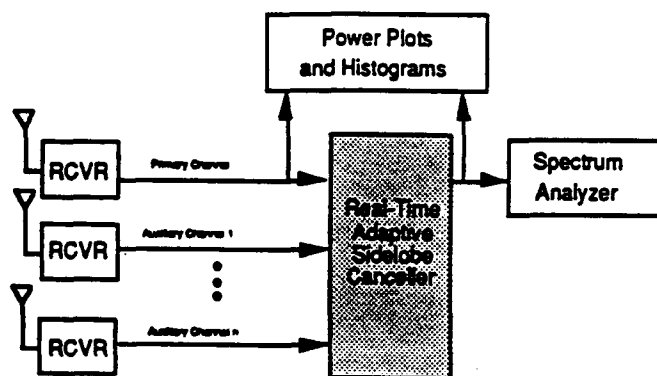 Power Plots
and Histograms
RCVR
Primary Channel
Spectrum
Analyzer
Real-Time
Adaptive
Sidelobe
Canceller
RCVR
Auxiliary Channel 1
RCVR
Auxiliary Channel n